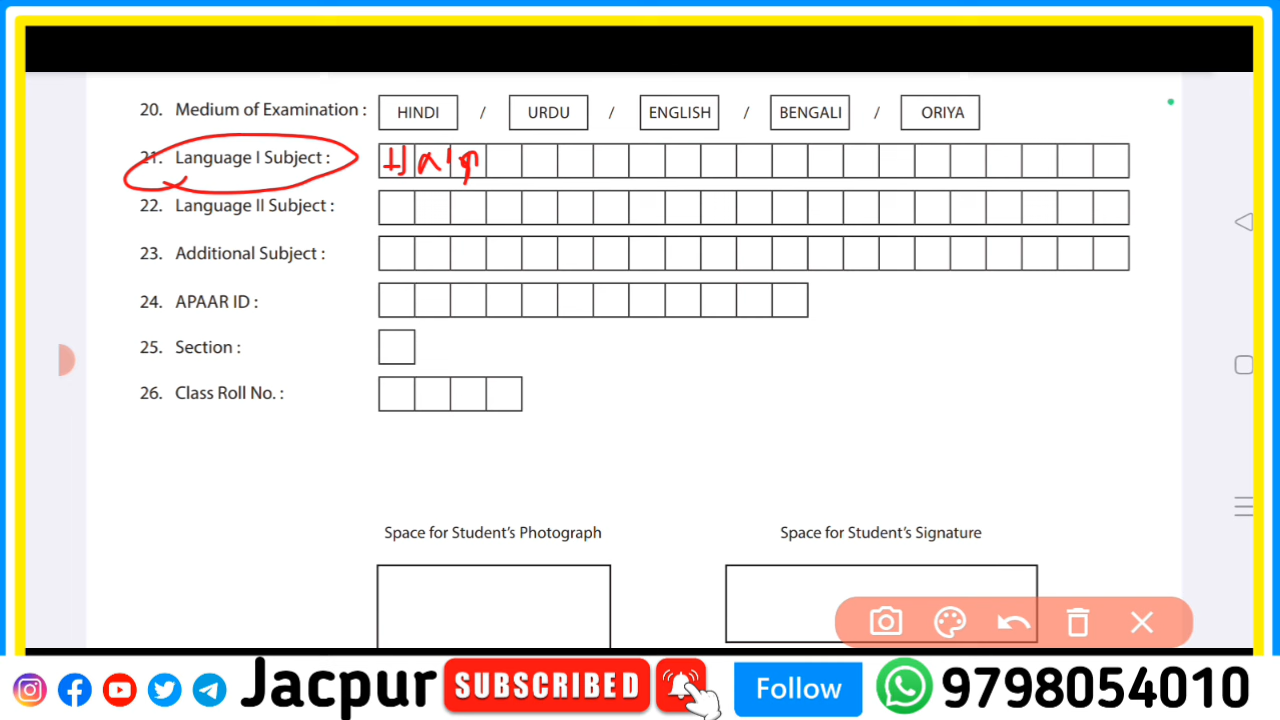 20. Medium of Examination : HINDI / URDU / ENGLISH / BENGALI / ORIYA
21. Language I Subject :
22. Language II Subject :
23. Additional Subject :
24. APAAR ID :
25. Section :
26. Class Roll No. :
Space for Student's Photograph Space for Student's Signature
Jacpur SUBSCRIBED Follow 9798054010